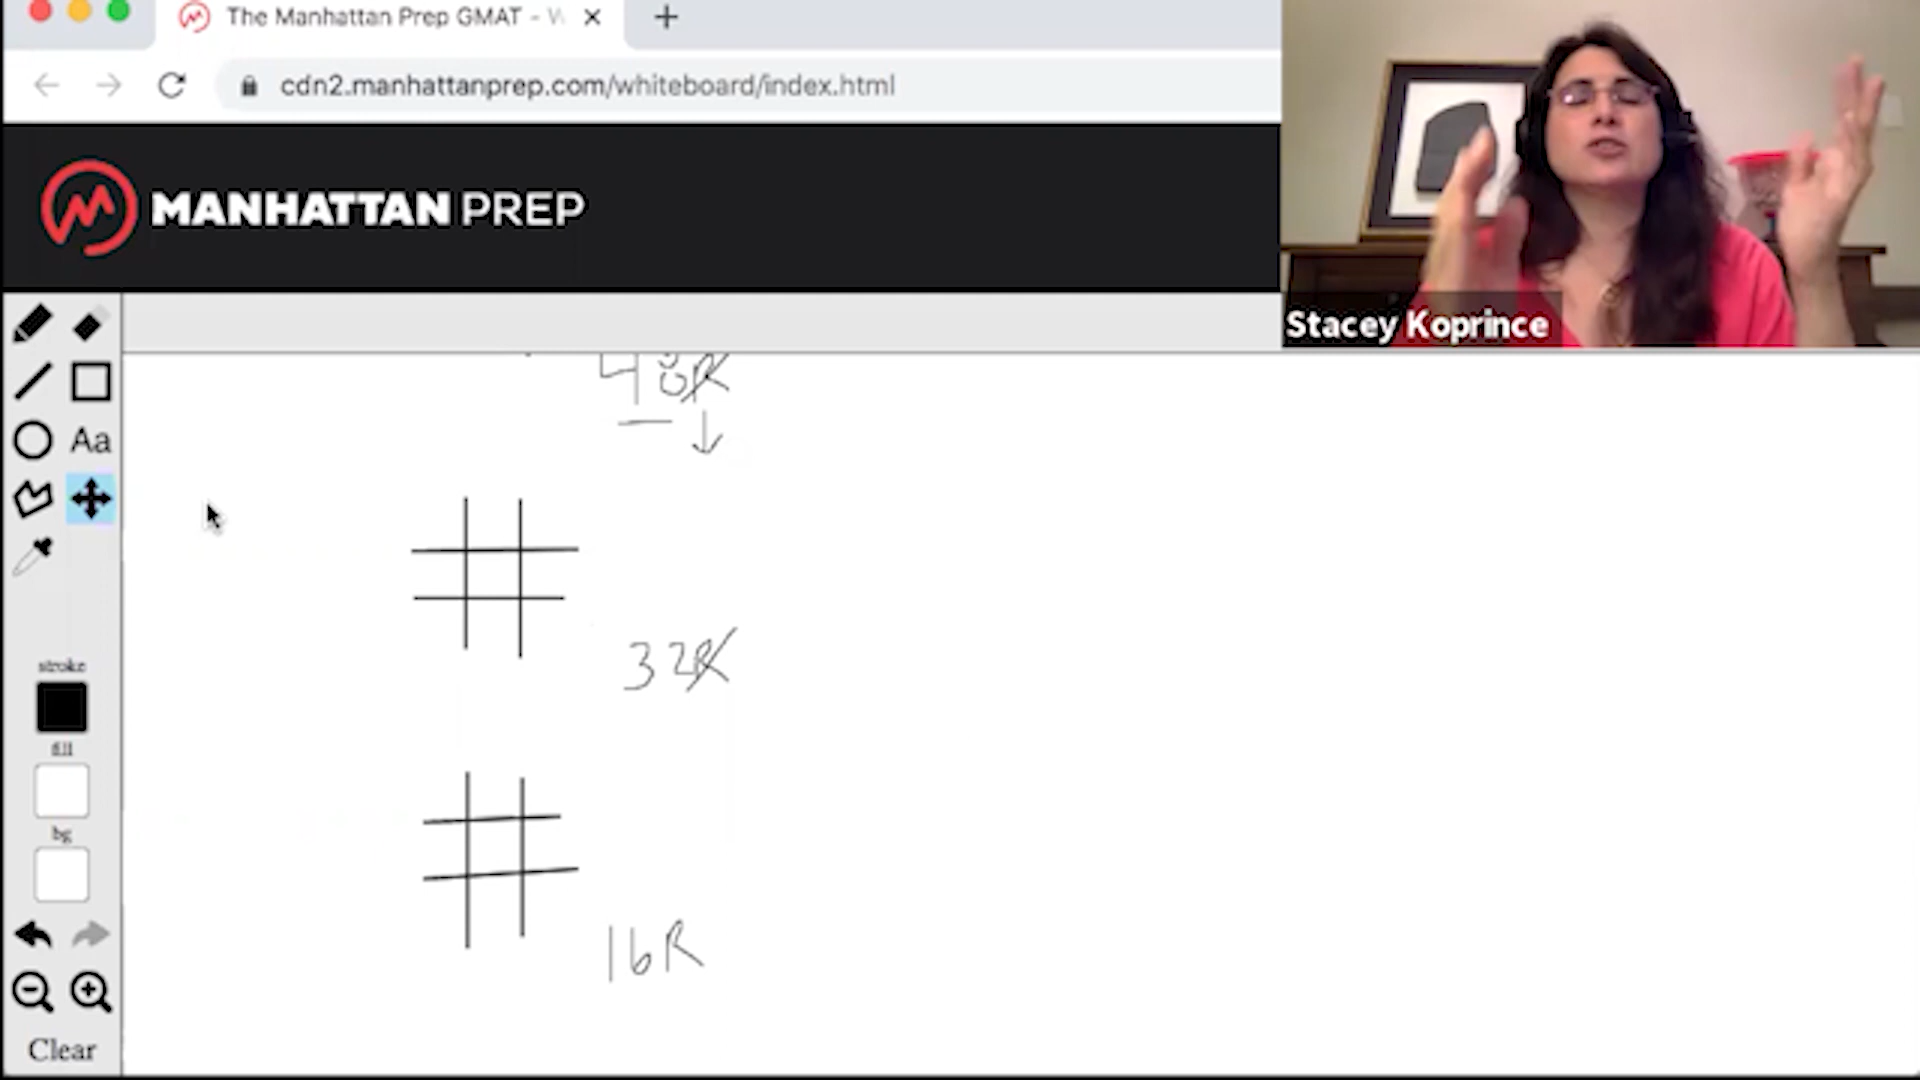 The Manhattan Prep GMAT - W
cdn2.manhattanprep.com/whiteboard/index.html
MANHATTAN PREP
Stacey Koprince
Aa
48R
32R
16R
stroke
fill
bg
Clear